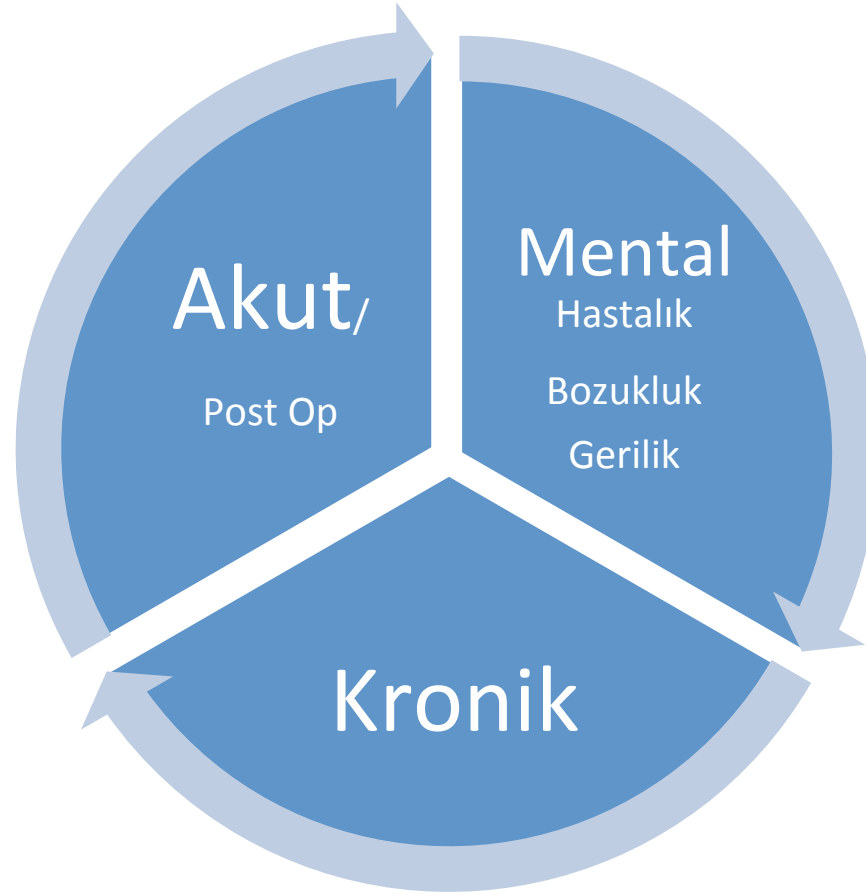 Akut/
Post Op
Mental
Hastalık
Bozukluk
Gerilik
Kronik